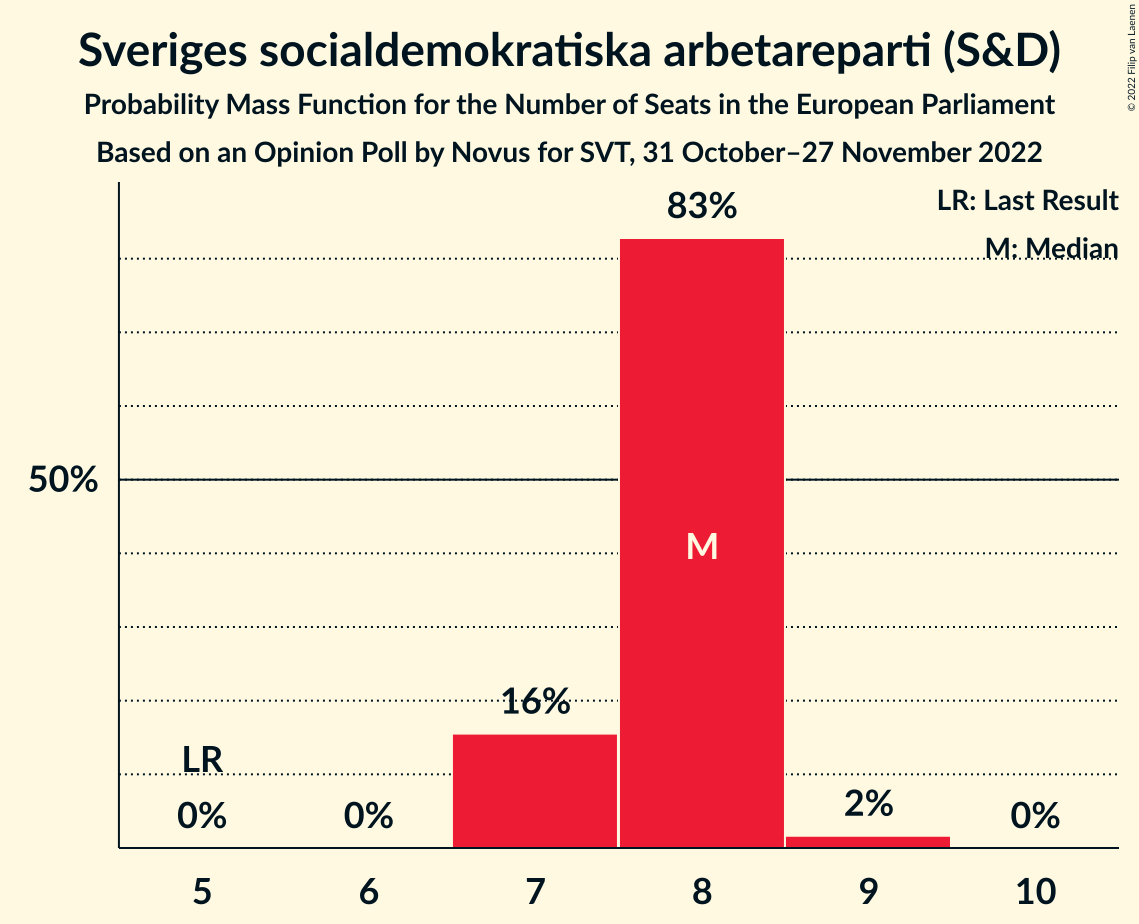 Sveriges socialdemokratiska arbetareparti (S&D)
Probability Mass Function for the Number of Seats in the European Parliament
Based on an Opinion Poll by Novus for SVT, 31 October–27 November 2022
© 2022 Filip van Laenen
LR: Last Result
M: Median
83%
50%
M
16%
LR
0%
0%
2%
0%
5 6 7 8 9 10